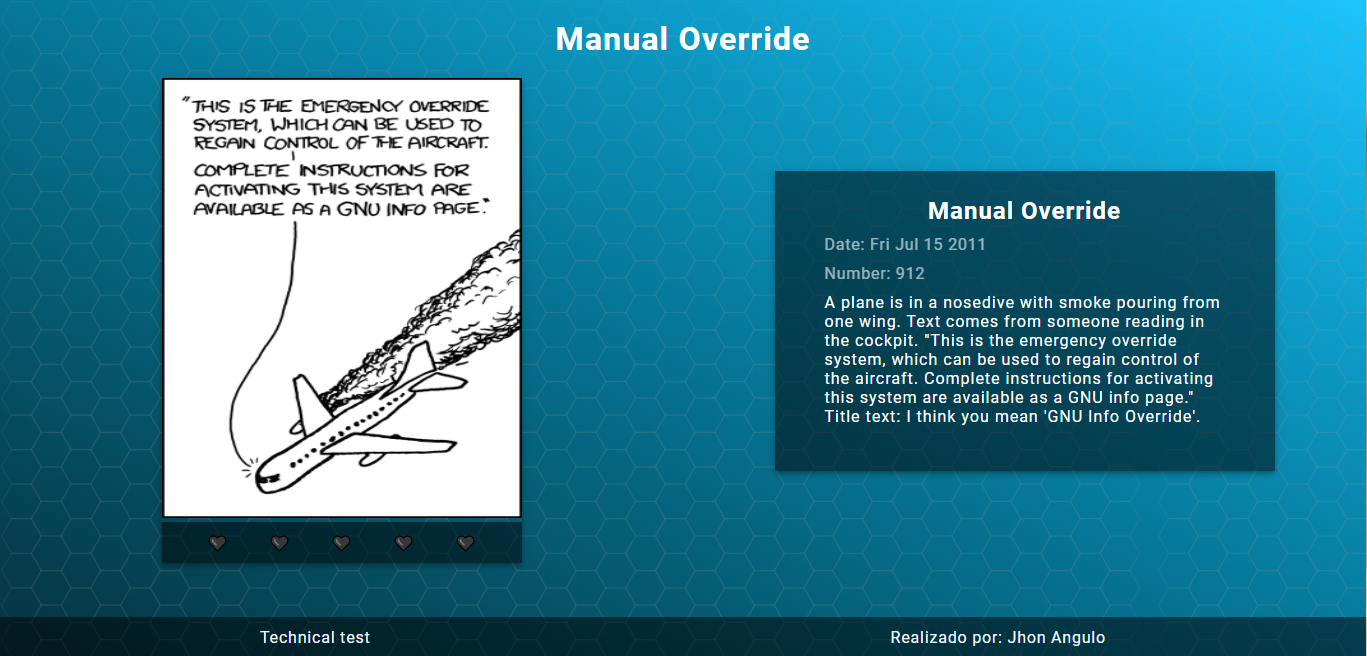 Manual Override
"THIS IS THE EMERGENCY OVERRIDE
SYSTEM, WHICH CAN BE USED TO
REGAIN CONTROL OF THE AIRCRAFT.
COMPLETE INSTRUCTIONS FOR
ACTIVATING THIS SYSTEM ARE
AVAILABLE AS A GNU INFO PAGE."
Manual Override
Date: Fri Jul 15 2011
Number: 912
A plane is in a nosedive with smoke pouring from
one wing. Text comes from someone reading in
the cockpit. "This is the emergency override
system, which can be used to regain control of
the aircraft. Complete instructions for activating
this system are available as a GNU info page."
Title text: I think you mean 'GNU Info Override'.
Technical test
Realizado por: Jhon Angulo